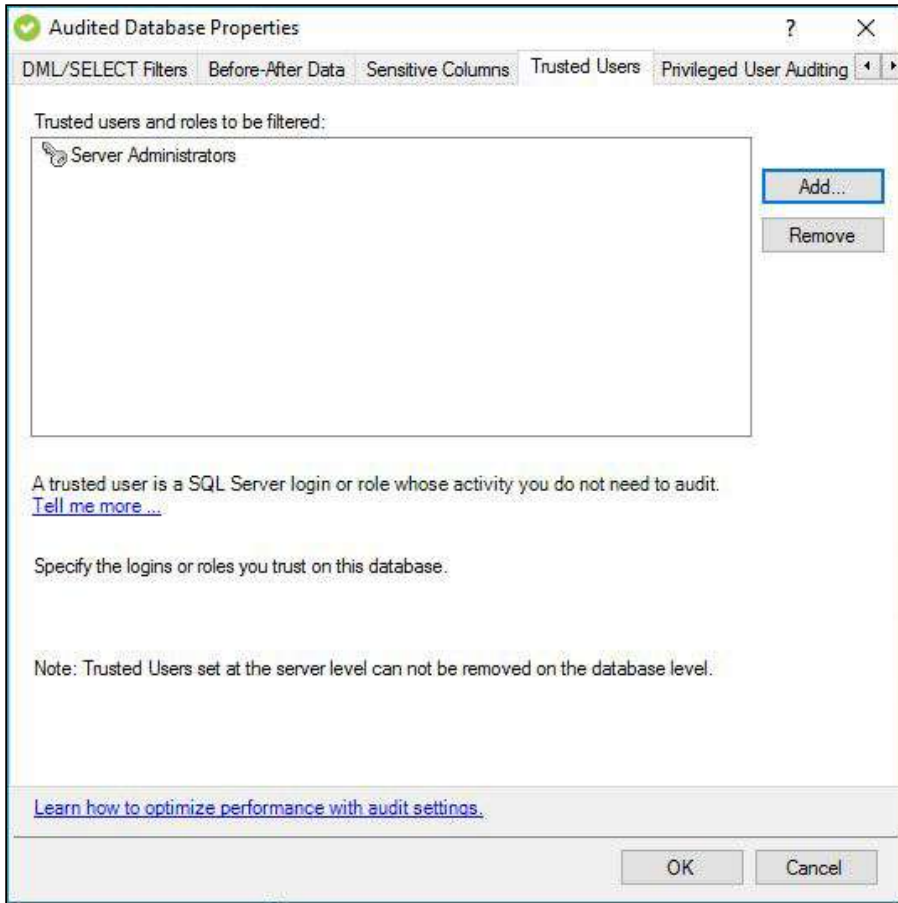 Audited Database Properties
?
DML/SELECT Filters
Before-After Data
Sensitive Columns
Trusted Users
Privileged User Auditing
Trusted users and roles to be filtered:
Server Administrators
Add...
Remove
A trusted user is a SQL Server login or role whose activity you do not need to audit.
Tell me more ...
Specify the logins or roles you trust on this database.
Note: Trusted Users set at the server level can not be removed on the database level.
Learn how to optimize performance with audit settings.
OK
Cancel